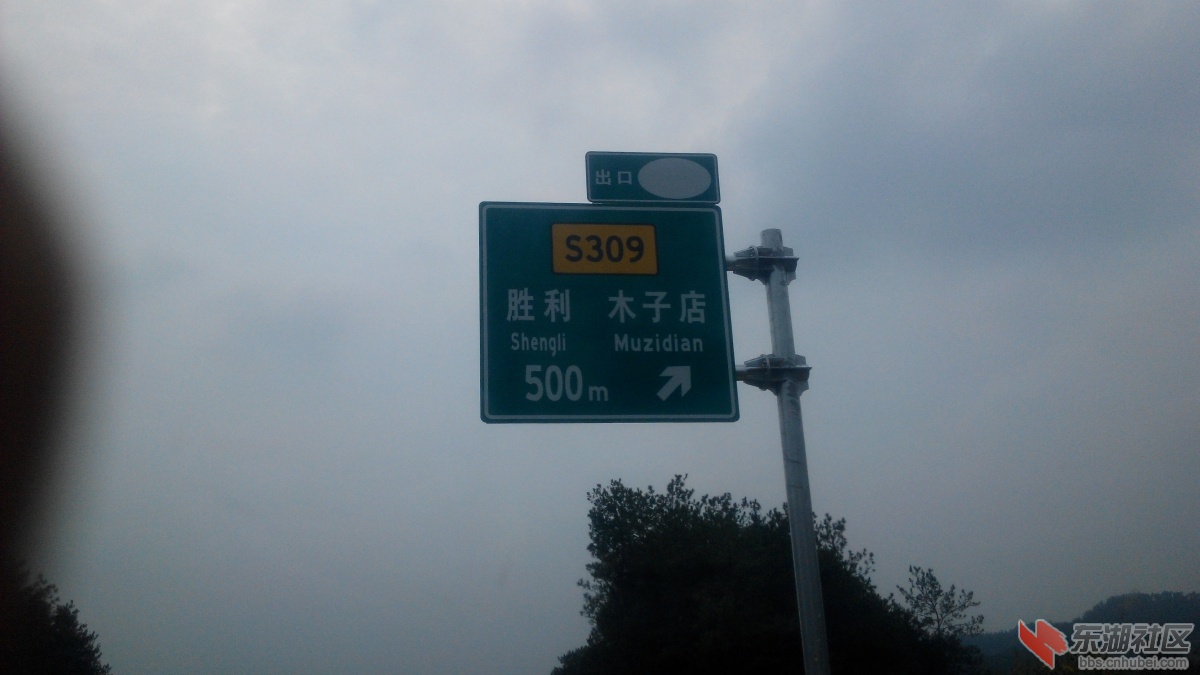 出口
S309
胜利 木子店
Shengli Muzidian
500m
东湖社区
bbs.cnhubei.com